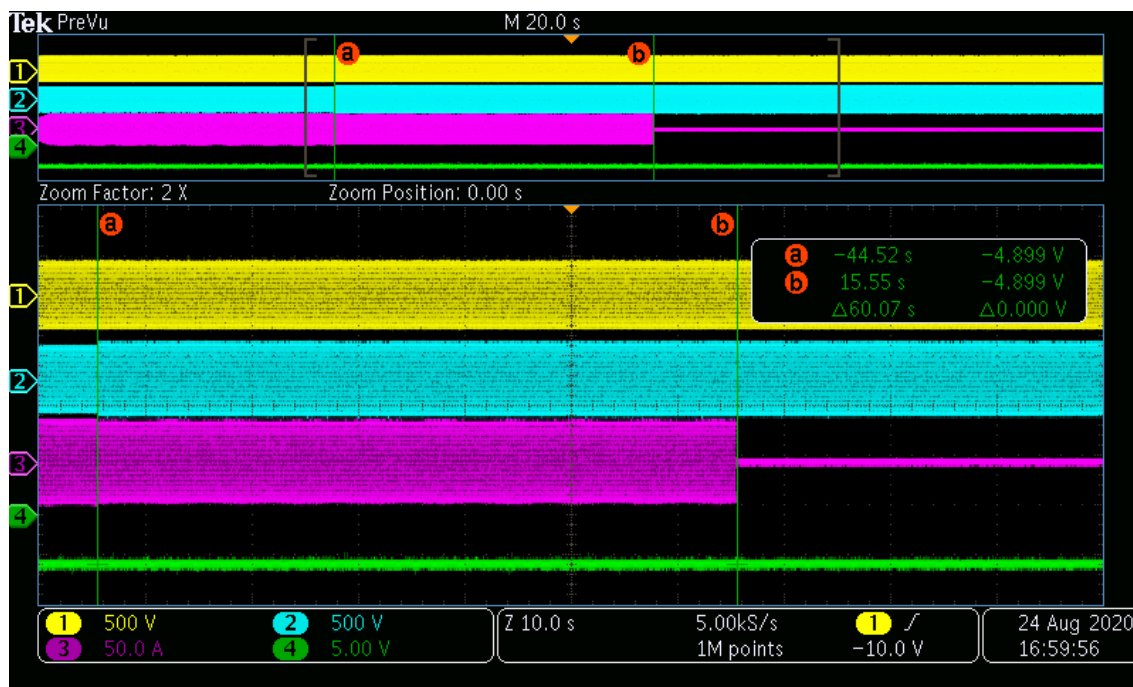 Tek PreVu M 20.0 s
a b
1
2
3
4
Zoom Factor: 2 X Zoom Position: 0.00 s
a b
a -44.52 s -4.899 V
b 15.55 s -4.899 V
△60.07 s △0.000 V
1
2
3
4
1 500 V 2 500 V Z 10.0 s 5.00kS/s 1 24 Aug 2020
3 50.0 A 4 5.00 V 1M points -10.0 V 16:59:56